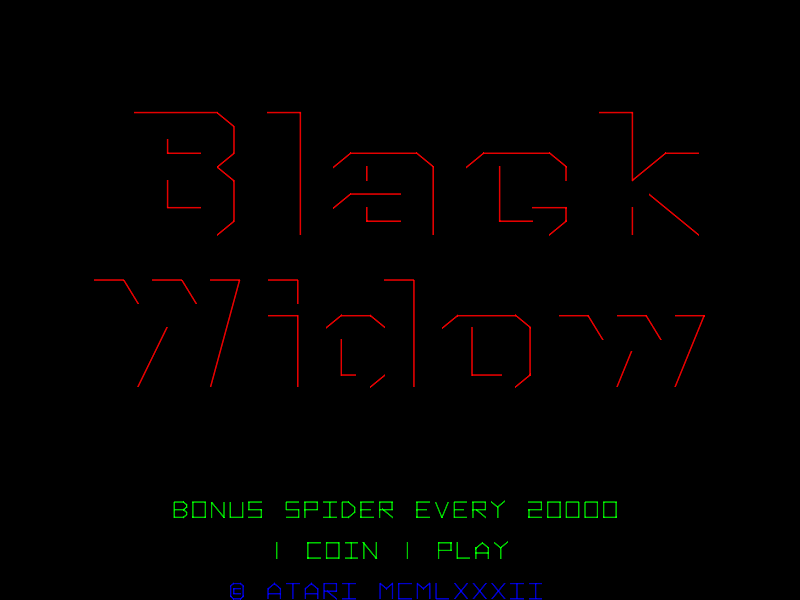 Black
Widow
BONUS SPIDER EVERY 20000
1 COIN 1 PLAY
© ATARI MCMLXXXII